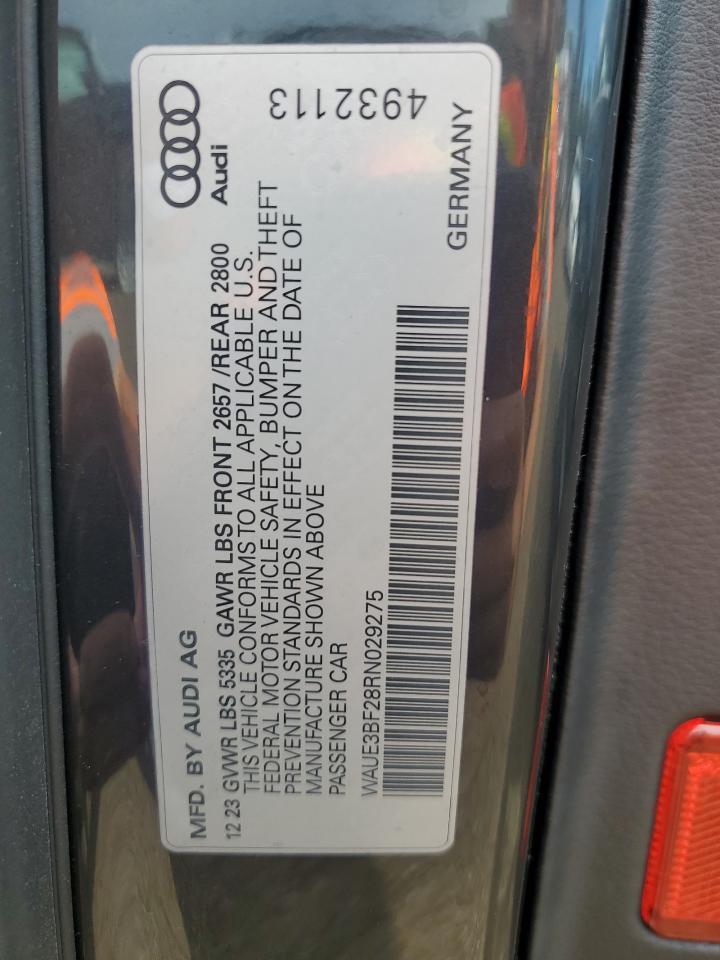 MFD. BY AUDI AG
Audi
12 23 GVWR LBS 5335 GAWR LBS FRONT 2657/REAR 2800
THIS VEHICLE CONFORMS TO ALL APPLICABLE U.S.
FEDERAL MOTOR VEHICLE SAFETY, BUMPER AND THEFT
PREVENTION STANDARDS IN EFFECT ON THE DATE OF
MANUFACTURE SHOWN ABOVE
PASSENGER CAR
WAUE3BF28RN029275
GERMANY
4932113